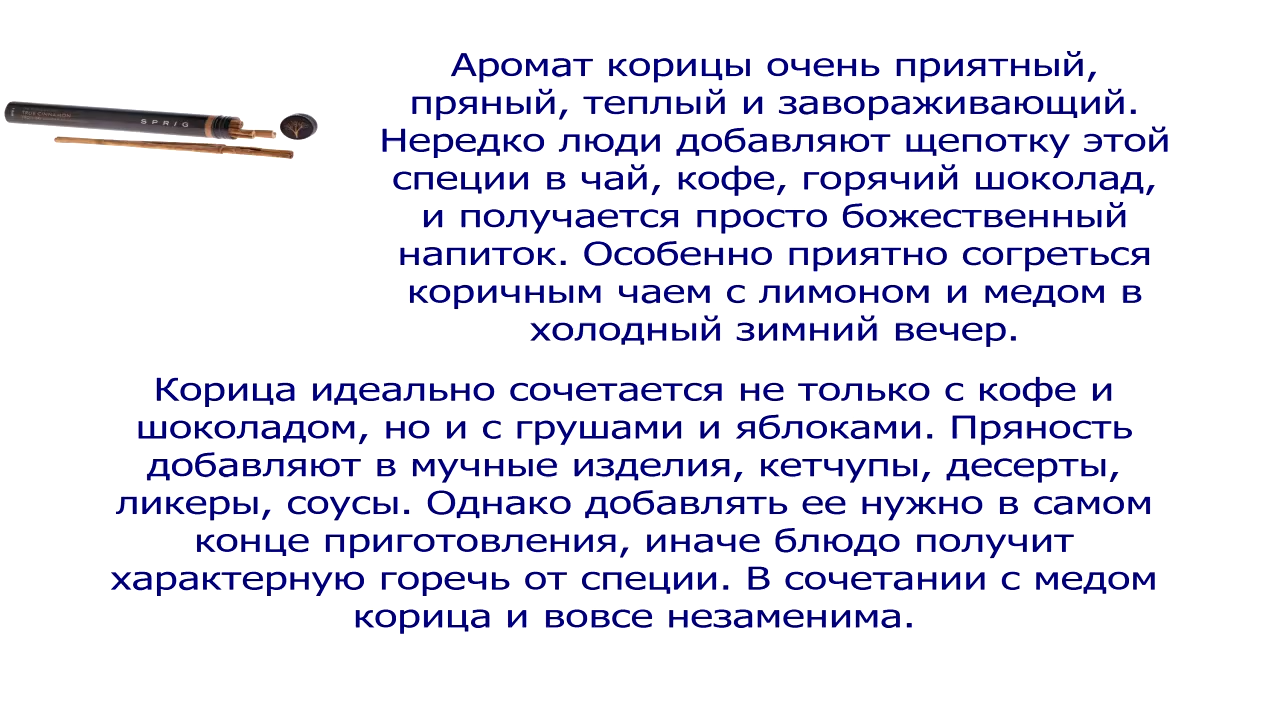 SPRIG
Аромат корицы очень приятный,
пряный, теплый и завораживающий.
Нередко люди добавляют щепотку этой
специи в чай, кофе, горячий шоколад,
и получается просто божественный
напиток. Особенно приятно согреться
коричным чаем с лимоном и медом в
холодный зимний вечер.
Корица идеально сочетается не только с кофе и
шоколадом, но и с грушами и яблоками. Пряность
добавляют в мучные изделия, кетчупы, десерты,
ликеры, соусы. Однако добавлять ее нужно в самом
конце приготовления, иначе блюдо получит
характерную горечь от специи. В сочетании с медом
корица и вовсе незаменима.